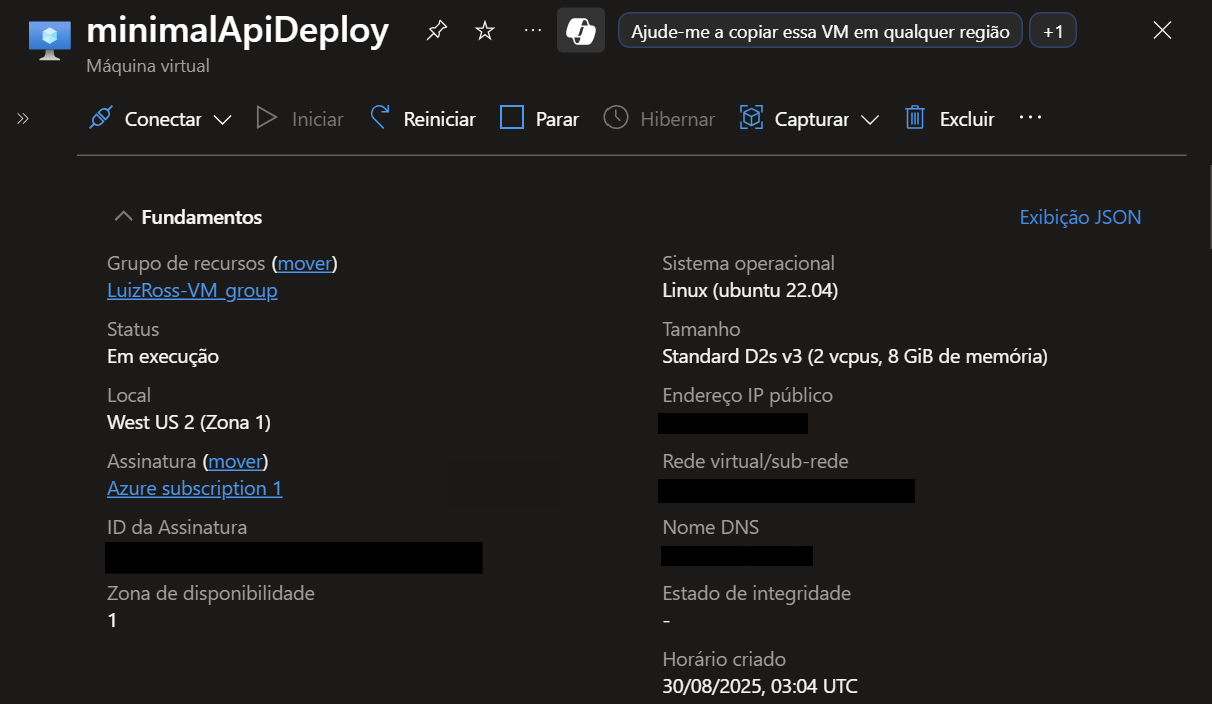 minimalApiDeploy
Ajude-me a copiar essa VM em qualquer região
+1
Máquina virtual
Conectar
Iniciar
Reiniciar
Parar
Hibernar
Capturar
Excluir
Fundamentos
Exibição JSON
Grupo de recursos (mover)
LuizRoss-VM_group
Status
Em execução
Local
West US 2 (Zona 1)
Assinatura (mover)
Azure subscription 1
ID da Assinatura
Zona de disponibilidade
1
Sistema operacional
Linux (ubuntu 22.04)
Tamanho
Standard D2s v3 (2 vcpus, 8 GiB de memória)
Endereço IP público
Rede virtual/sub-rede
Nome DNS
Estado de integridade
-
Horário criado
30/08/2025, 03:04 UTC